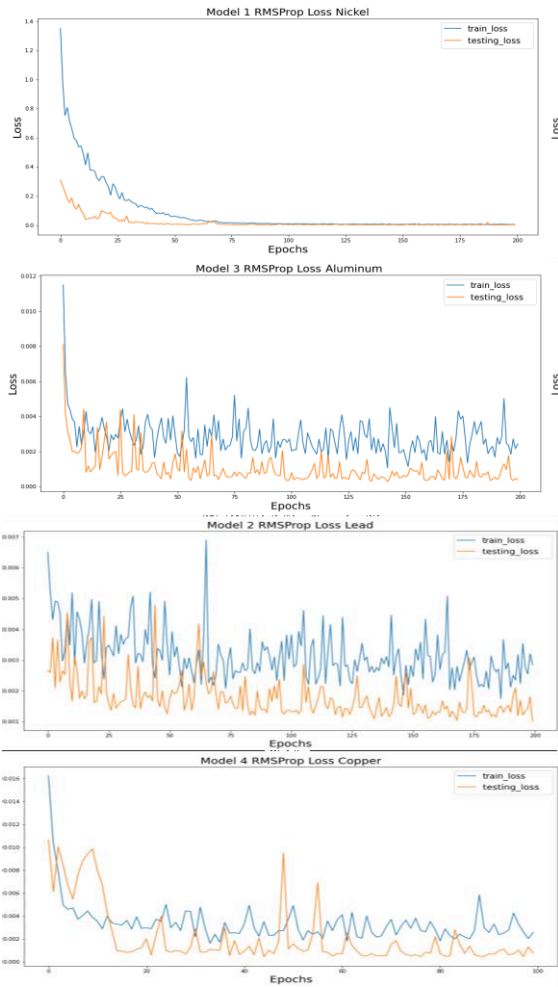 Model 1 RMSProp Loss Nickel
train_loss
testing_loss
1.4
1.2
1.0
0.8
0.6
0.4
0.2
0.0
Loss
Loss
0 25 50 75 100 125 150 175 200
Epochs
Model 3 RMSProp Loss Aluminum
train_loss
testing_loss
0.012
0.010
0.008
0.006
0.004
0.002
0.000
Loss
Loss
0 25 50 75 100 125 150 175 200
Epochs
Model 2 RMSProp Loss Lead
train_loss
testing_loss
0.007
0.006
0.005
0.004
0.003
0.002
0.001
0 25 50 75 100 125 150 175 200
Epochs
Model 4 RMSProp Loss Copper
train_loss
testing_loss
0.016
0.014
0.012
0.010
0.008
0.006
0.004
0.002
0.000
0 20 40 60 80 100
Epochs